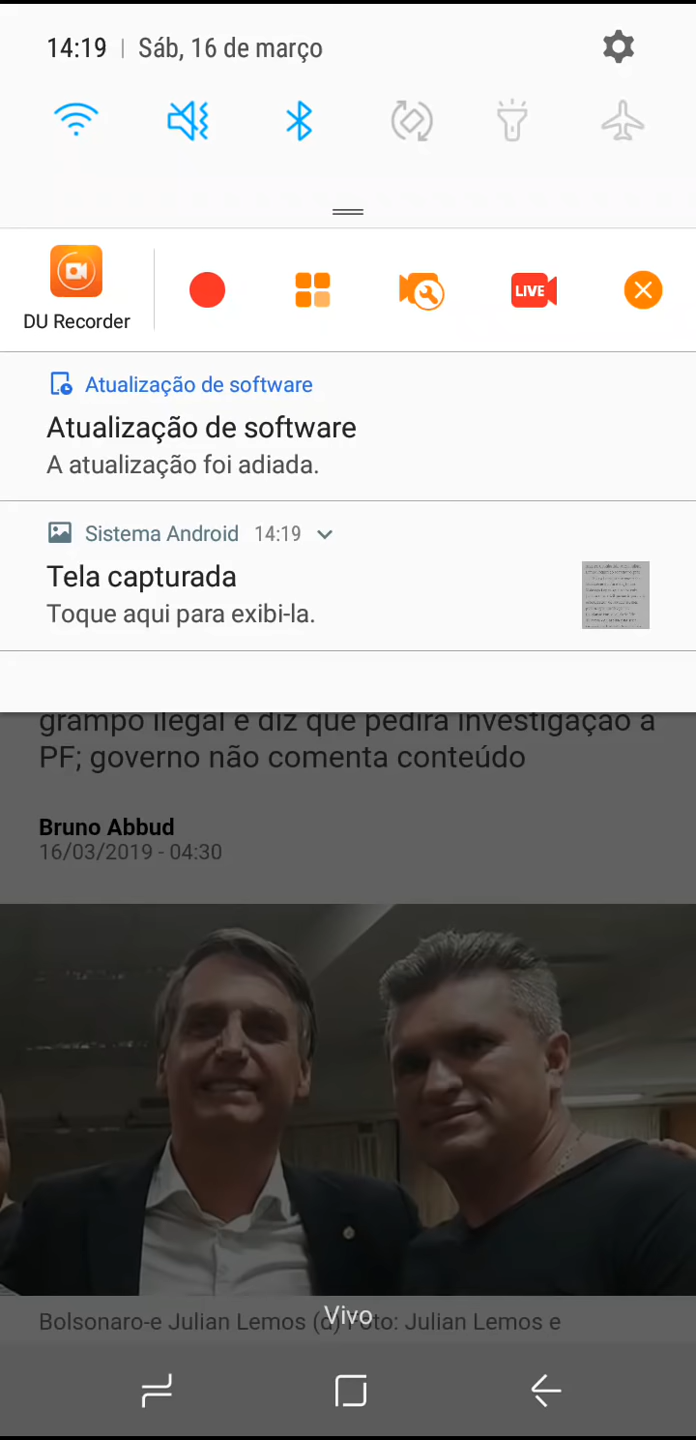 14:19 | Sáb, 16 de março
DU Recorder
LIVE
Atualização de software
Atualização de software
A atualização foi adiada.
Sistema Android 14:19
Tela capturada
Toque aqui para exibi-la.
grampo ilegal e diz que pedirá investigação à
PF; governo não comenta conteúdo
Bruno Abbud
16/03/2019 - 04:30
Bolsonaro-e Julian Lemos (d) Foto: Julian Lemos e
Vivo